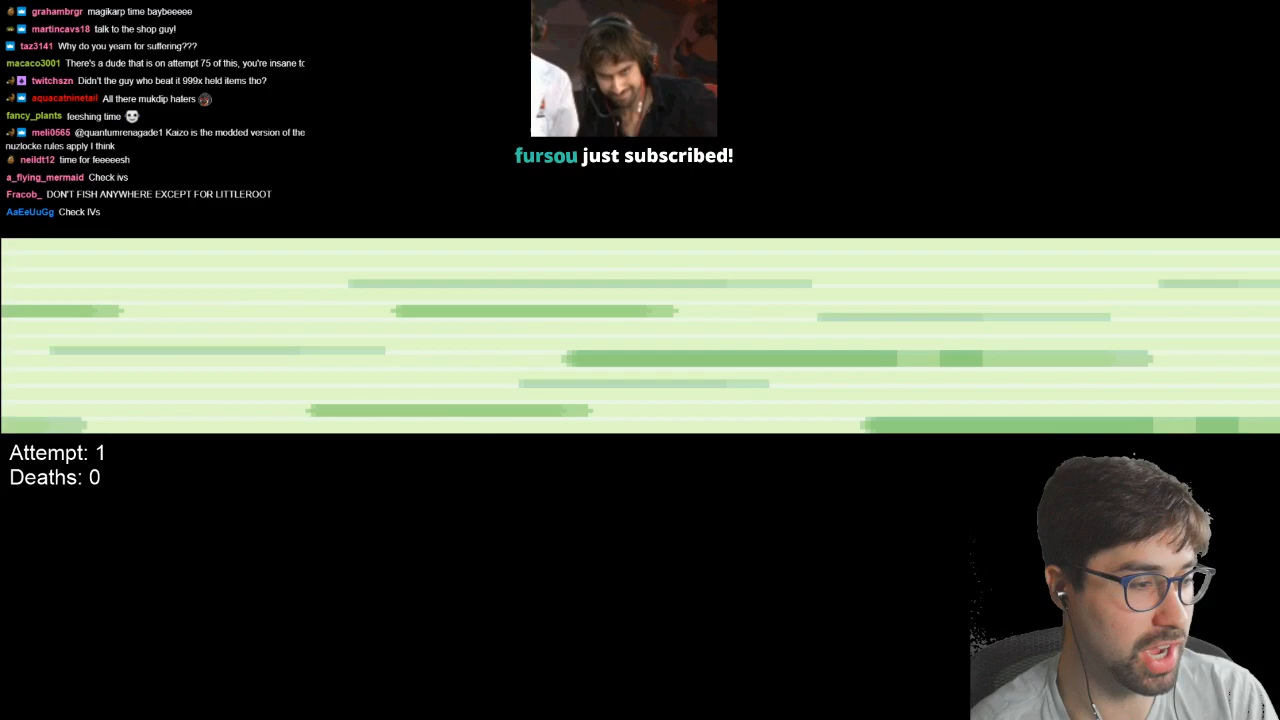 grahambrgr magikarp time baybeeeee
martincavs18 talk to the shop guy!
taz3141 Why do you yearn for suffering???
macaco3001 There's a dude that is on attempt 75 of this, you're insane to
twitchszn Didn't the guy who beat it 999x held items tho?
aquacatninetail All there mukdip haters
fancy_plants feeshing time
meli0565 @quantumrenagade1 Kaizo is the modded version of the
nuzlocke rules apply I think
neildt12 time for feeeeesh
a_flying_mermaid Check ivs
Fracob_ DON'T FISH ANYWHERE EXCEPT FOR LITTLEROOT
AaEeUuGg Check IVs
fursou just subscribed!
Attempt: 1
Deaths: 0